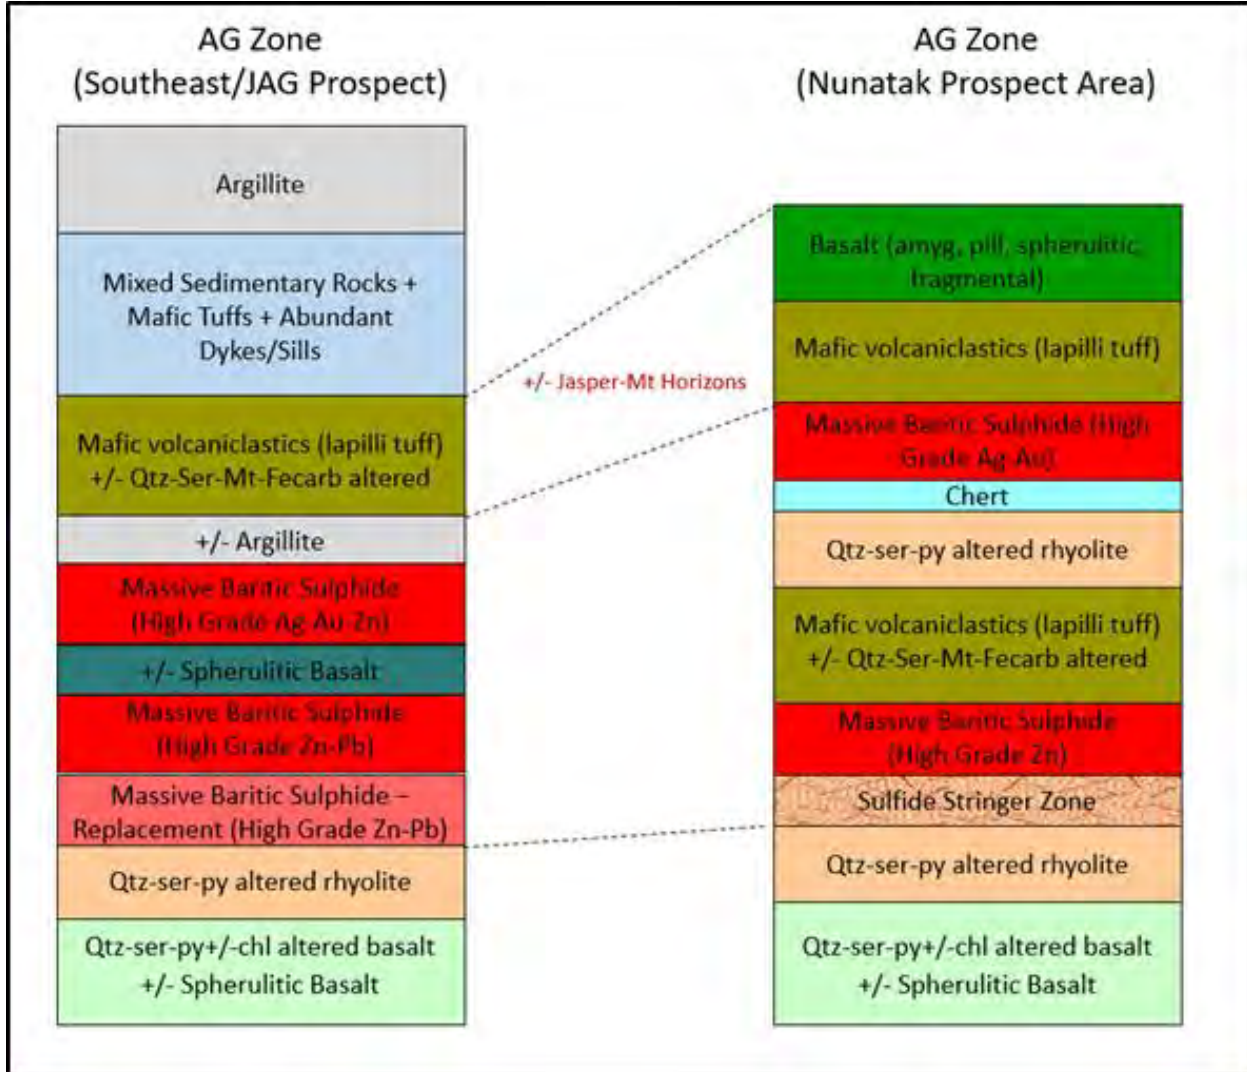 AG Zone
(Southeast/JAG Prospect)
Argillite
Mixed Sedimentary Rocks +
Mafic Tuffs + Abundant
Dykes/Sills
Mafic volcaniclastics (lapilli tuff)
+/- Qtz-Ser-Mt-Fecarb altered
+/- Argillite
Massive Baritic Sulphide
(High Grade Ag-Au-Zn)
+/- Spherulitic Basalt
Massive Baritic Sulphide
(High Grade Zn-Pb)
Massive Baritic Sulphide –
Replacement (High Grade Zn-Pb)
Qtz-ser-py altered rhyolite
Qtz-ser-py+/-chl altered basalt
+/- Spherulitic Basalt
+/- Jasper-Mt Horizons
AG Zone
(Nunatak Prospect Area)
Basalt (amyg, pill, spherulitic,
fragmental)
Mafic volcaniclastics (lapilli tuff)
Massive Baritic Sulphide (High
Grade Ag-Au)
Chert
Qtz-ser-py altered rhyolite
Mafic volcaniclastics (lapilli tuff)
+/- Qtz-Ser-Mt-Fecarb altered
Massive Baritic Sulphide
(High Grade Zn)
Sulfide Stringer Zone
Qtz-ser-py altered rhyolite
Qtz-ser-py+/-chl altered basalt
+/- Spherulitic Basalt